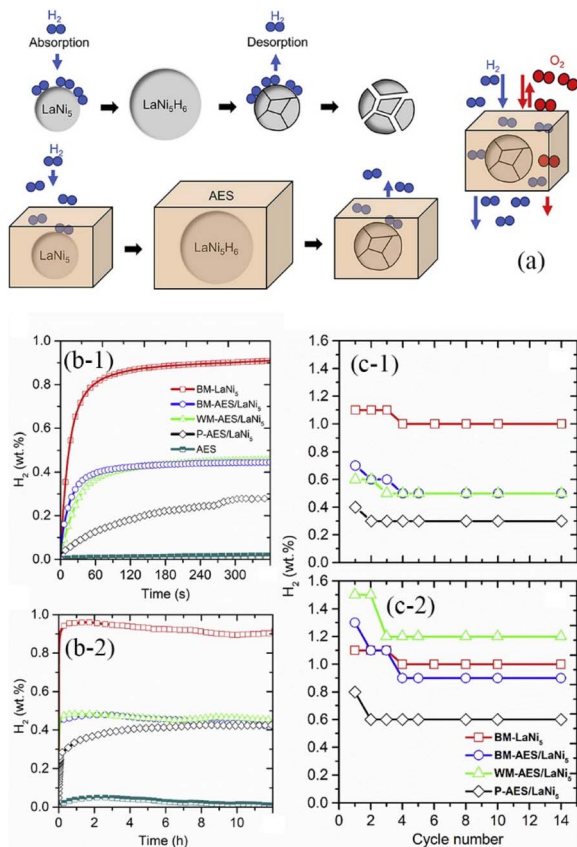 H₂
Absorption
LaNi₅
LaNi₅H₆
H₂
Desorption
H₂
O₂
H₂
LaNi₅
AES
LaNi₅H₆
(a)
(b-1)
1.0
0.8
0.6
0.4
0.2
0.0
H₂ (wt.%)
BM-LaNi₅
BM-AES/LaNi₅
WM-AES/LaNi₅
P-AES/LaNi₅
AES
0 60 120 180 240 300 360
Time (s)
(b-2)
1.0
0.8
0.6
0.4
0.2
0.0
H₂ (wt.%)
0 2 4 6 8 10 12
Time (h)
(c-1)
1.6
1.4
1.2
1.0
0.8
0.6
0.4
0.2
0.0
H₂ (wt.%)
(c-2)
1.6
1.4
1.2
1.0
0.8
0.6
0.4
0.2
0.0
BM-LaNi₅
BM-AES/LaNi₅
WM-AES/LaNi₅
P-AES/LaNi₅
0 2 4 6 8 10 12 14
Cycle number